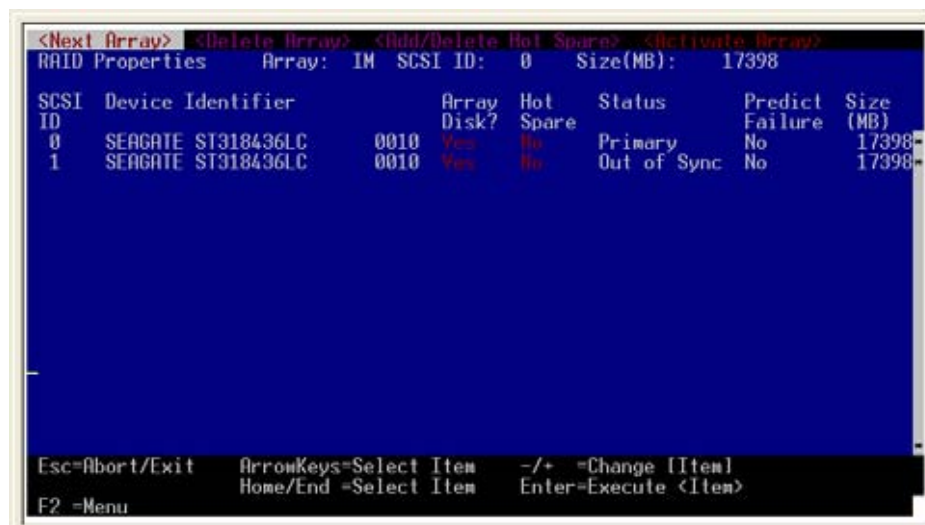 <Next Array> <Delete Array> <Add/Delete Hot Spare> <Activate Array>
RAID Properties Array: IM SCSI ID: 0 Size(MB): 17398
SCSI Device Identifier Array Hot Status Predict Size
ID Disk? Spare Failure (MB)
0 SEAGATE ST318436LC 0010 Yes No Primary No 17398
1 SEAGATE ST318436LC 0010 Yes No Out of Sync No 17398
Esc=Abort/Exit ArrowKeys=Select Item -/+ =Change [Item]
Home/End =Select Item Enter=Execute <Item>
F2 =Menu